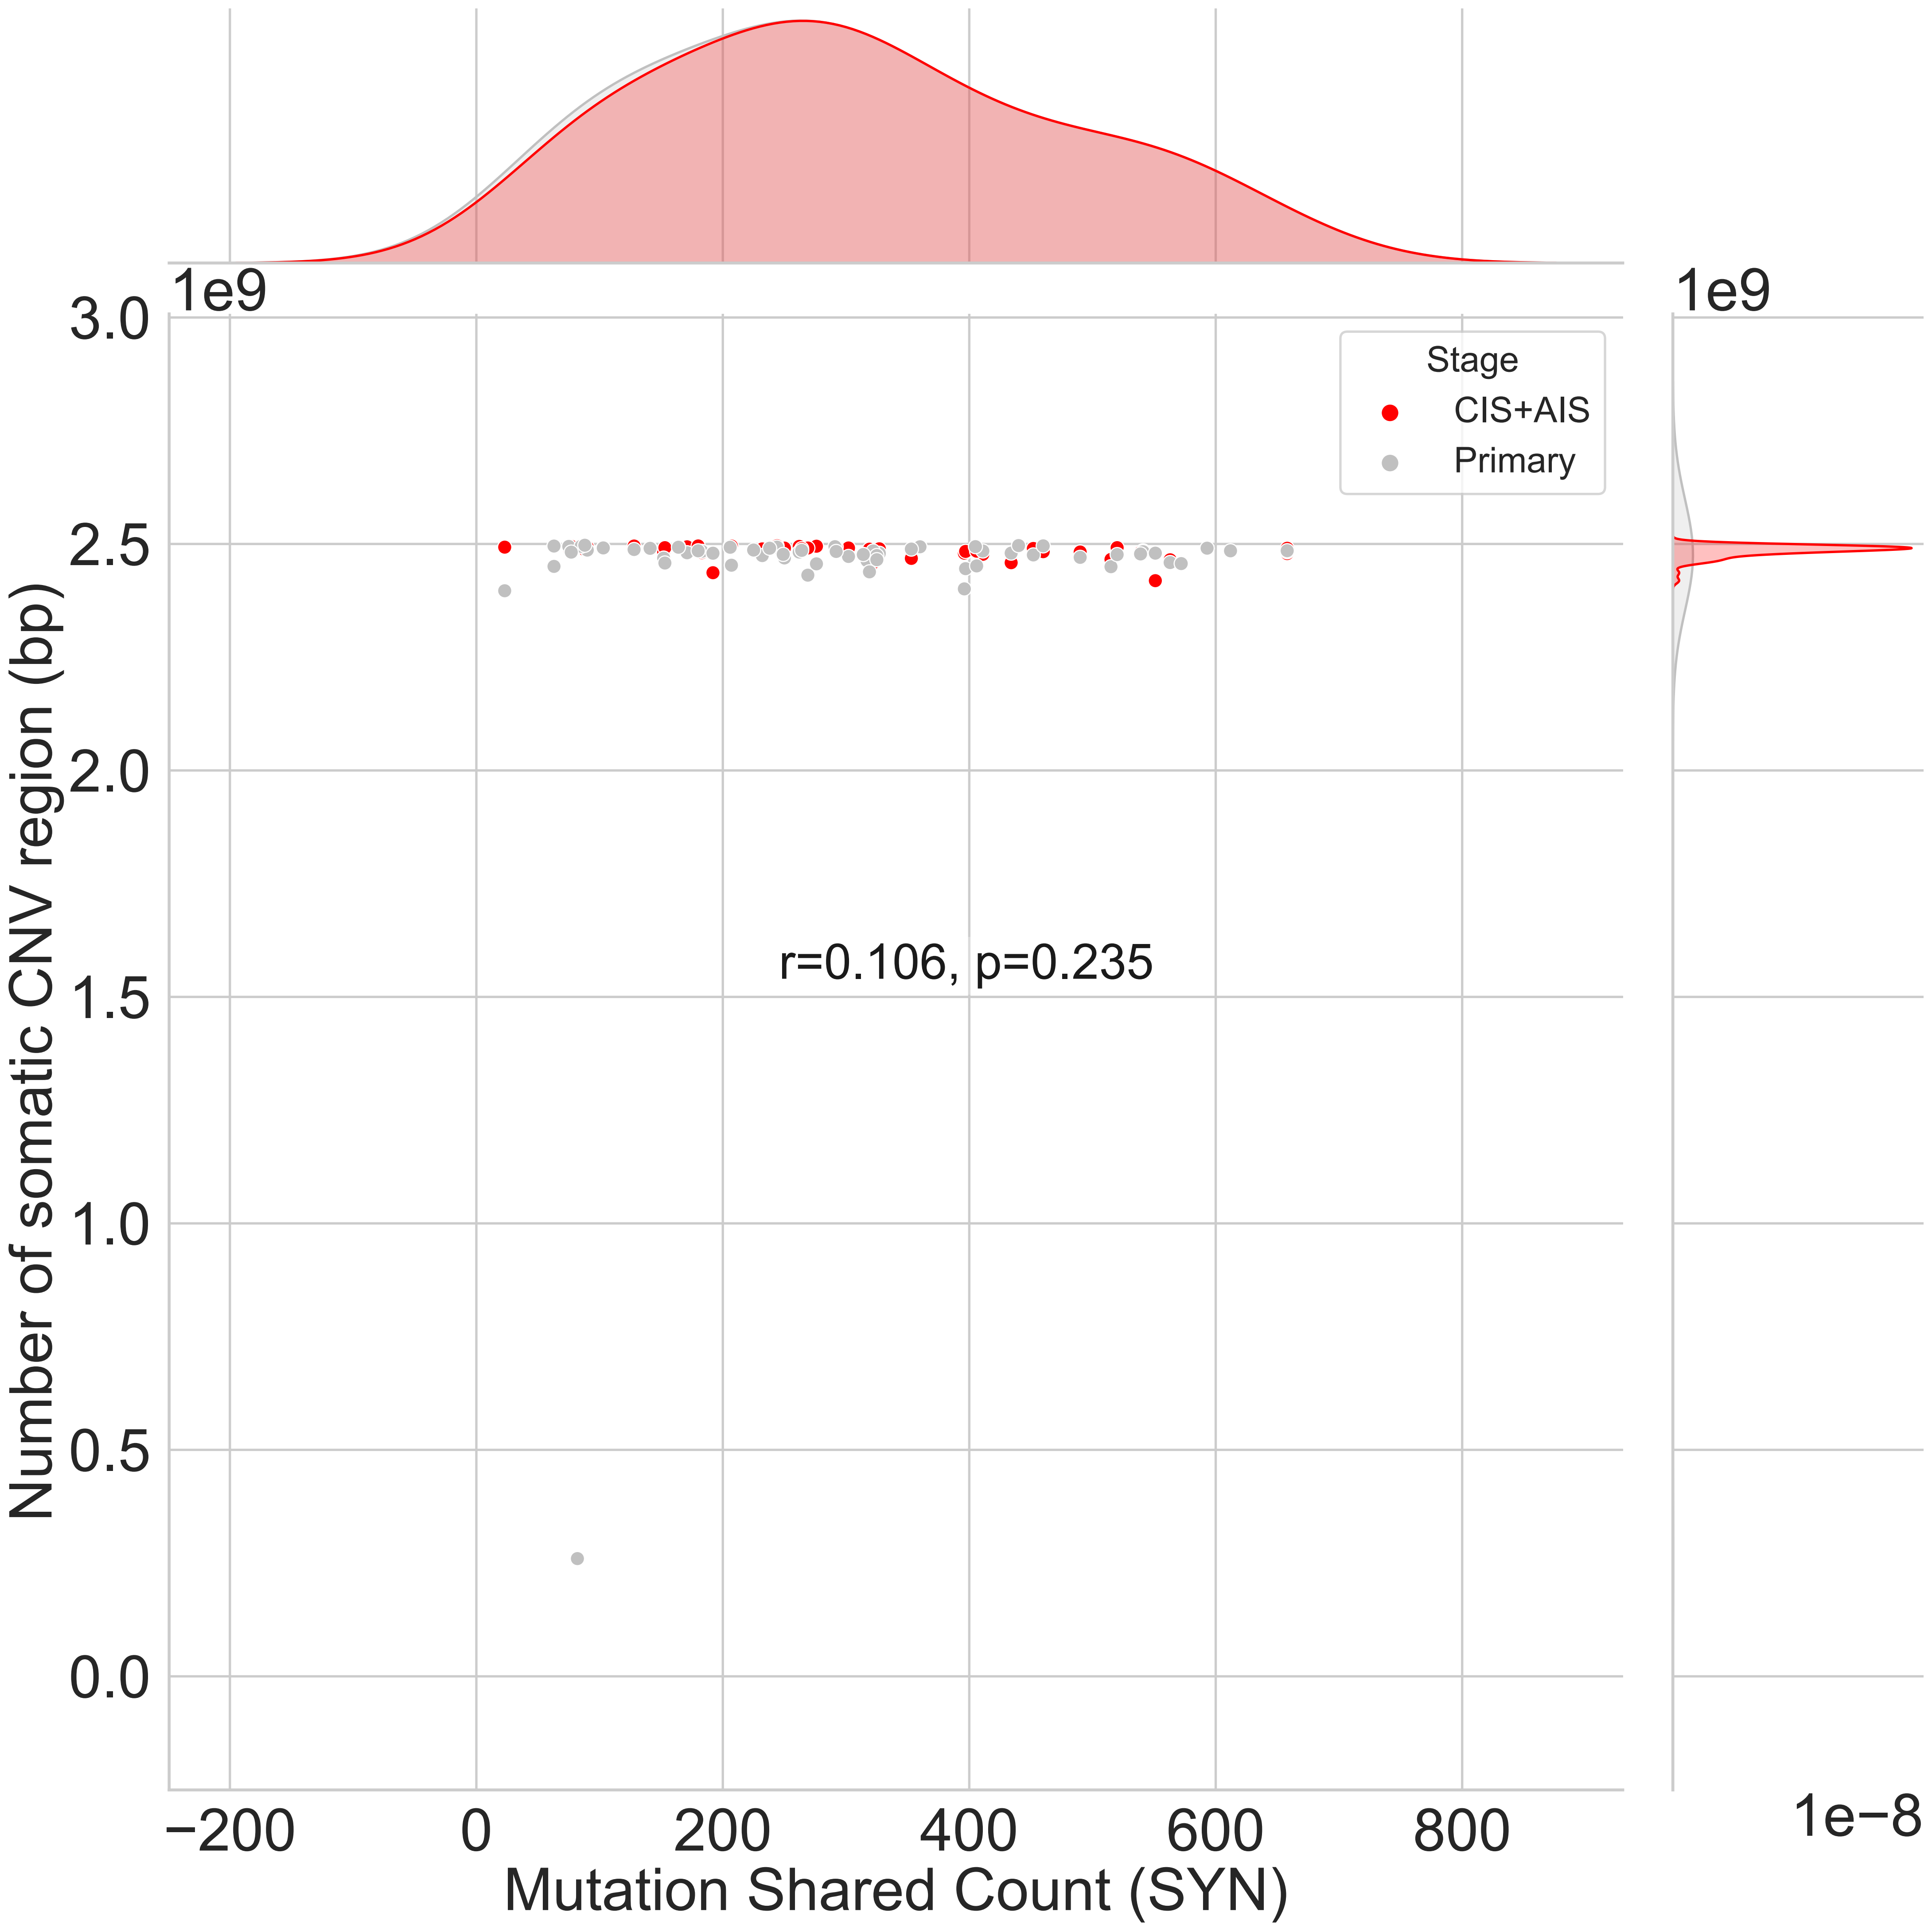 1e9
1e9
3.0
2.5
2.0
1.5
1.0
0.5
0.0
Number of somatic CNV region (bp)
Stage
CIS+AIS
Primary
r=0.106, p=0.235
−200
0
200
400
600
800
1e−8
Mutation Shared Count (SYN)